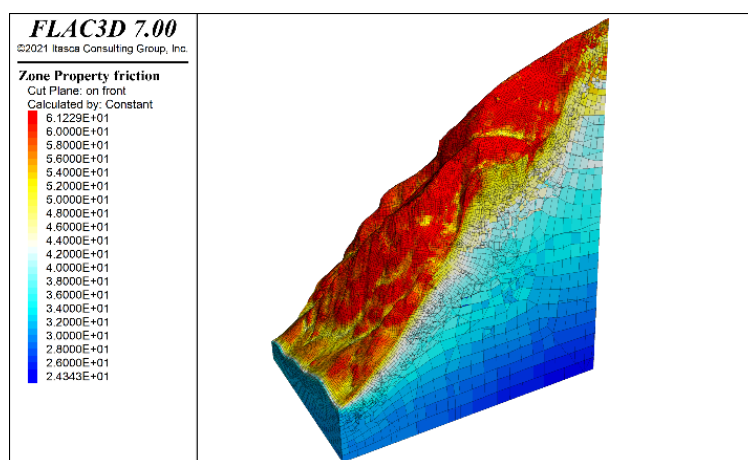 FLAC3D 7.00
©2021 Itasca Consulting Group, Inc.
Zone Property friction
Cut Plane: on front
Calculated by: Constant
6.1229E+01
6.0000E+01
5.8000E+01
5.6000E+01
5.4000E+01
5.2000E+01
5.0000E+01
4.8000E+01
4.6000E+01
4.4000E+01
4.2000E+01
4.0000E+01
3.8000E+01
3.6000E+01
3.4000E+01
3.2000E+01
3.0000E+01
2.8000E+01
2.6000E+01
2.4343E+01